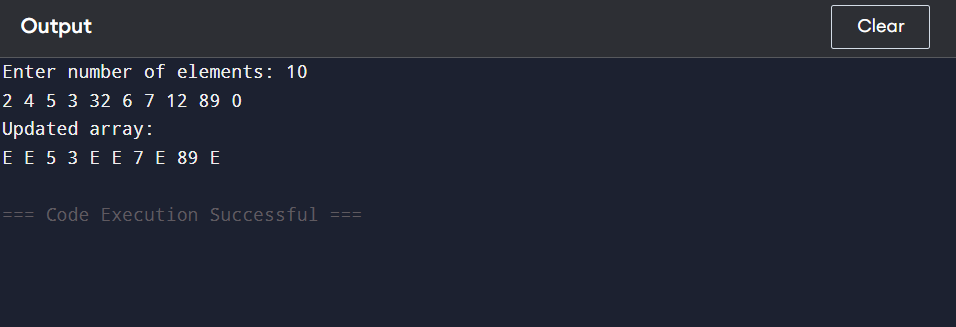 Output
Clear
Enter number of elements: 10
2 4 5 3 32 6 7 12 89 0
Updated array:
E E 5 3 E E 7 E 89 E
=== Code Execution Successful ===